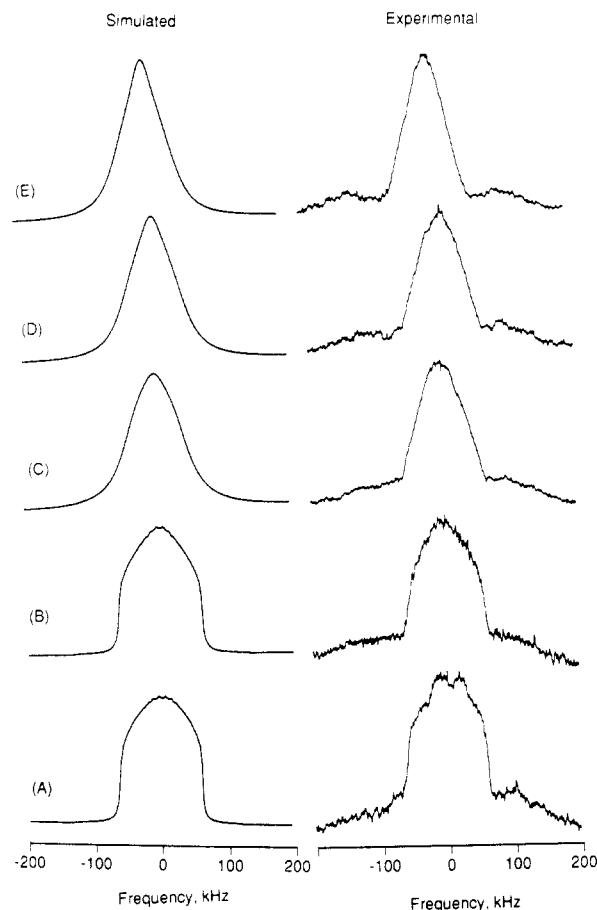 Simulated Experimental
(E)
(D)
(C)
(B)
(A)
-200 -100 0 100 200 -100 0 100 200
Frequency, kHz Frequency, kHz